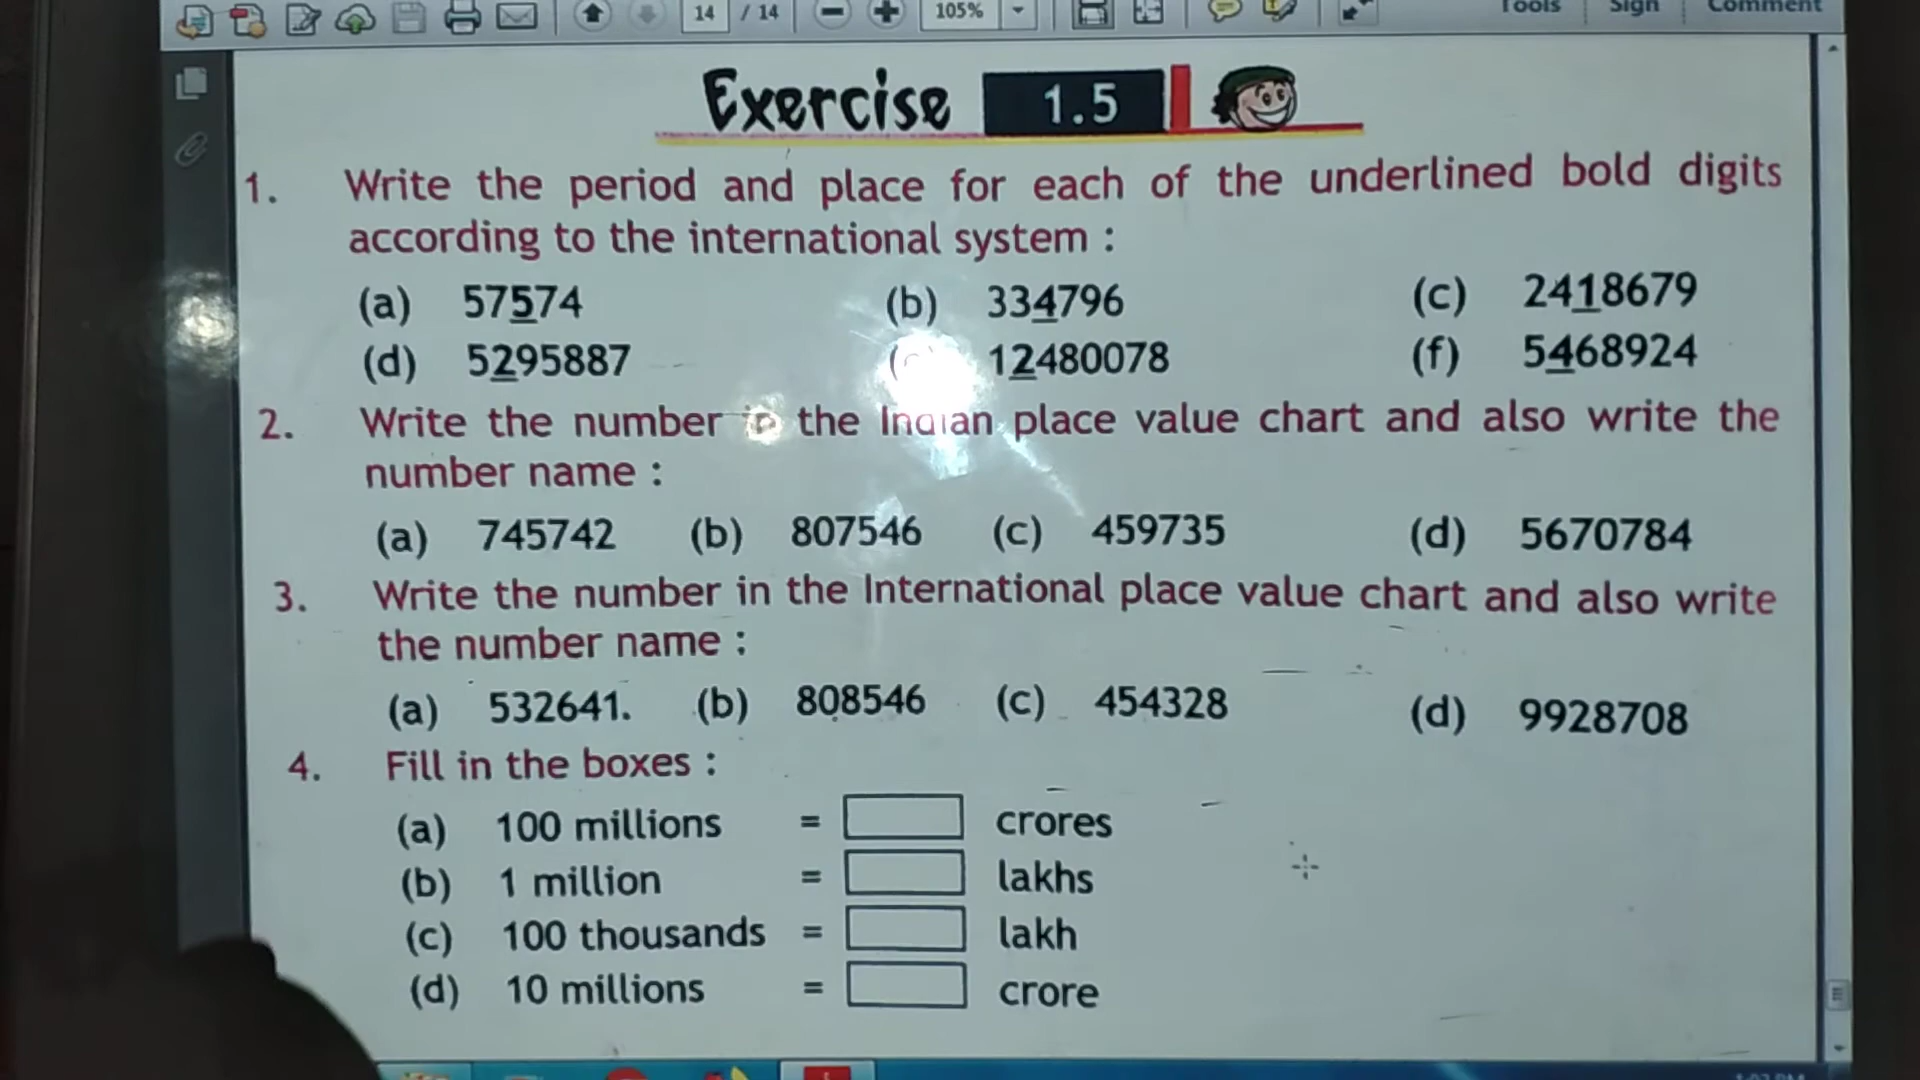 14 / 14 105% Tools Sign Comment
Exercise 1.5
1. Write the period and place for each of the underlined bold digits
according to the international system :
(a) 57574 (b) 334796 (c) 2418679
(d) 5295887 12480078 (f) 5468924
2. Write the number in the Indian place value chart and also write the
number name :
(a) 745742 (b) 807546 (c) 459735 (d) 5670784
3. Write the number in the International place value chart and also write
the number name :
(a) 532641. (b) 808546 (c) 454328 (d) 9928708
4. Fill in the boxes :
(a) 100 millions = crores
(b) 1 million = lakhs
(c) 100 thousands = lakh
(d) 10 millions = crore